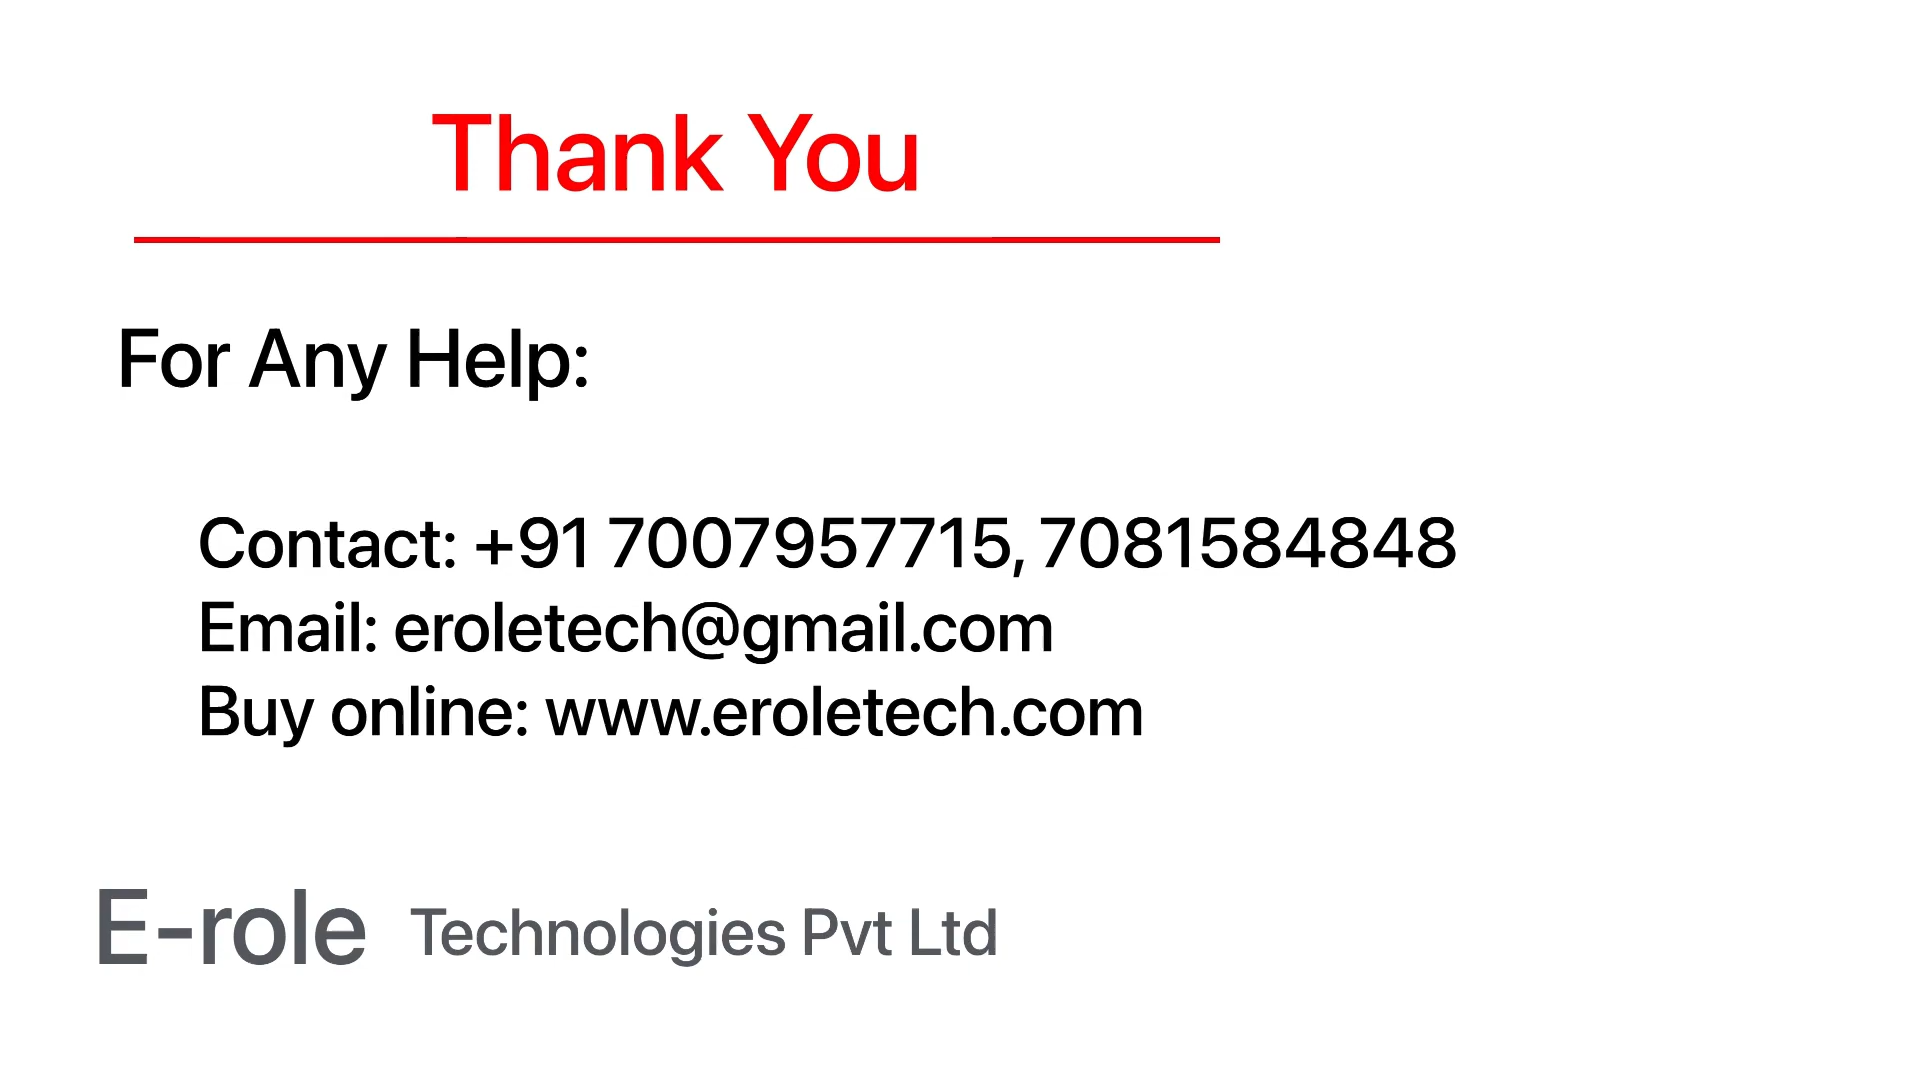 Thank You
For Any Help:
Contact: +91 7007957715, 7081584848
Email: eroletech@gmail.com
Buy online: www.eroletech.com
E-role Technologies Pvt Ltd